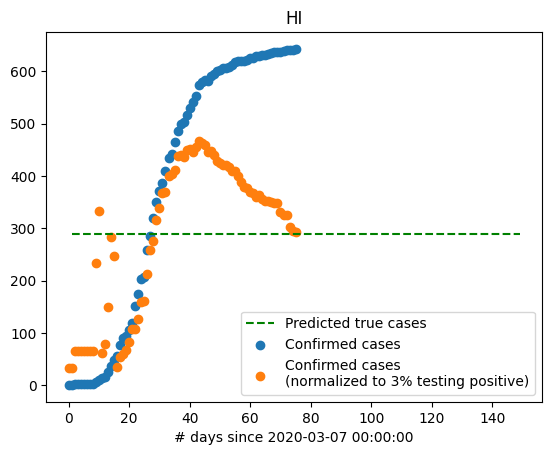 HI
600
500
400
300
200
100
0
Predicted true cases
Confirmed cases
Confirmed cases
(normalized to 3% testing positive)
0 20 40 60 80 100 120 140
# days since 2020-03-07 00:00:00